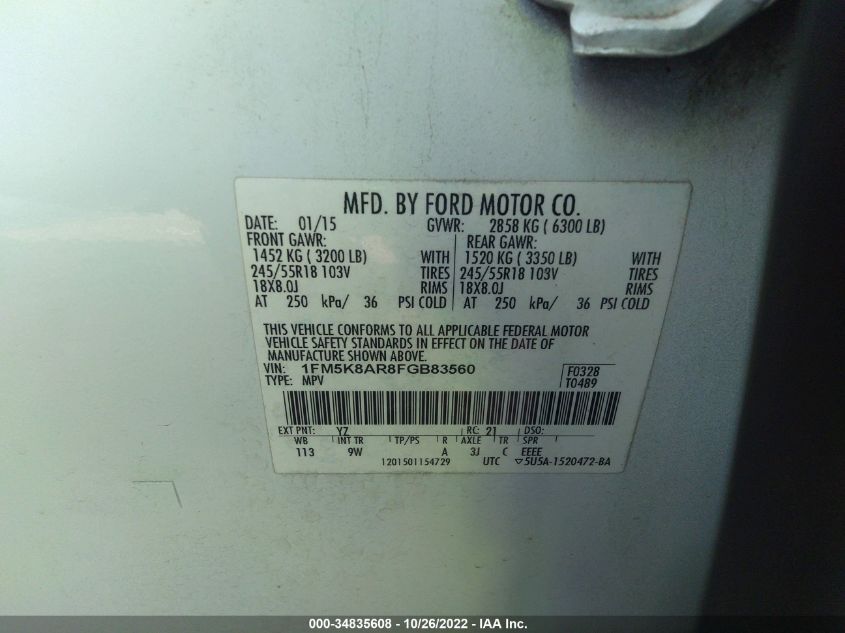 MFD. BY FORD MOTOR CO.
DATE: 01/15 GVWR: 2858 KG ( 6300 LB)
FRONT GAWR: REAR GAWR:
1452 KG ( 3200 LB) WITH 1520 KG ( 3350 LB) WITH
245/55R18 103V TIRES 245/55R18 103V TIRES
18X8.0J RIMS 18X8.0J RIMS
AT 250 kPa/ 36 PSI COLD AT 250 kPa/ 36 PSI COLD
THIS VEHICLE CONFORMS TO ALL APPLICABLE FEDERAL MOTOR
VEHICLE SAFETY STANDARDS IN EFFECT ON THE DATE OF
MANUFACTURE SHOWN ABOVE.
VIN: 1FM5K8AR8FGB83560 F0328
TYPE: MPV T0489
EXT PNT: YZ RC: 21 DSO:
WB INT TR TP/PS R AXLE TR SPR
113 9W A 3J C EEEE
1201501154729 UTC ▽5U5A-1520472-BA
000-34835608 - 10/26/2022 - IAA Inc.